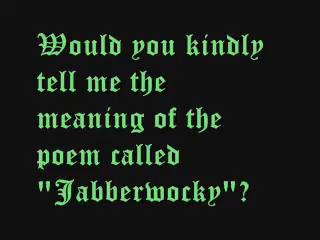 Would you kindly
tell me the
meaning of the
poem called
"Jabberwocky"?